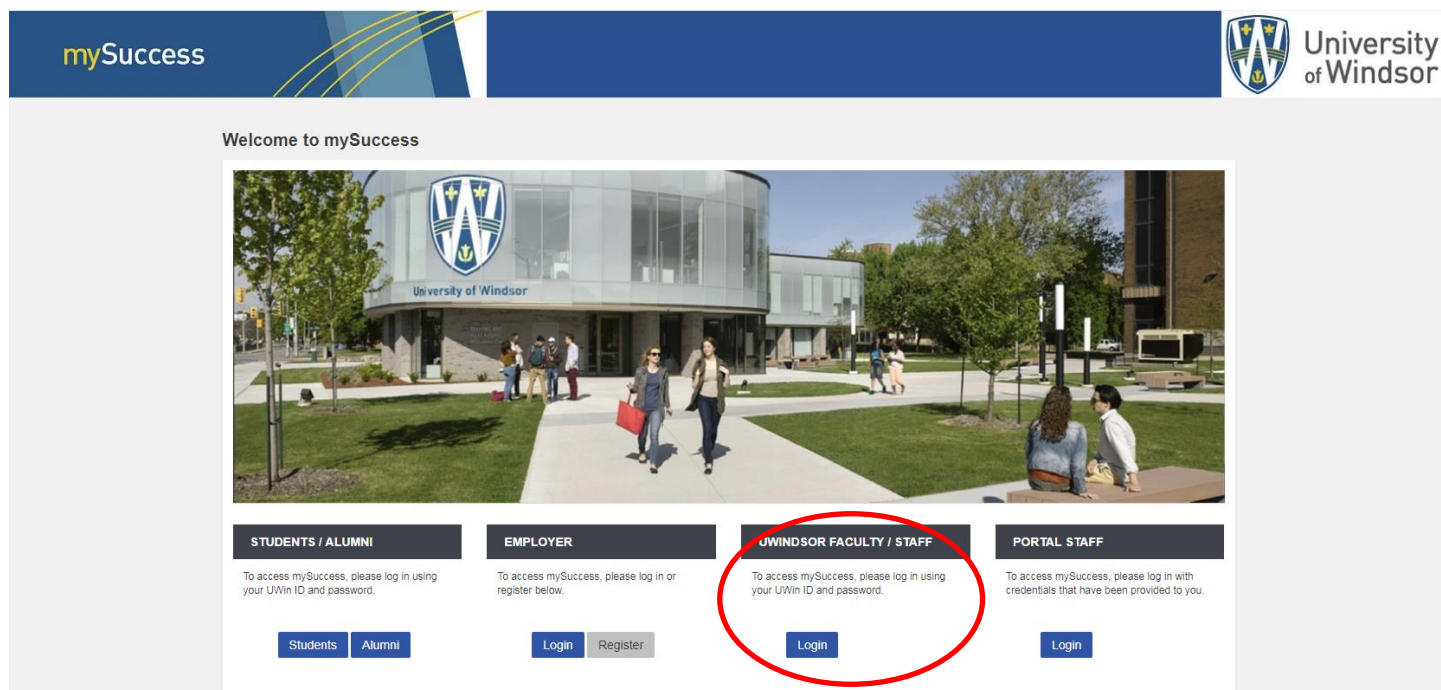 mySuccess
University
of Windsor
Welcome to mySuccess
University of Windsor
STUDENTS / ALUMNI
To access mySuccess, please log in using
your UWin ID and password.
Students Alumni
EMPLOYER
To access mySuccess, please log in or
register below.
Login Register
UWINDSOR FACULTY / STAFF
To access mySuccess, please log in using
your UWin ID and password.
Login
PORTAL STAFF
To access mySuccess, please log in with
credentials that have been provided to you.
Login